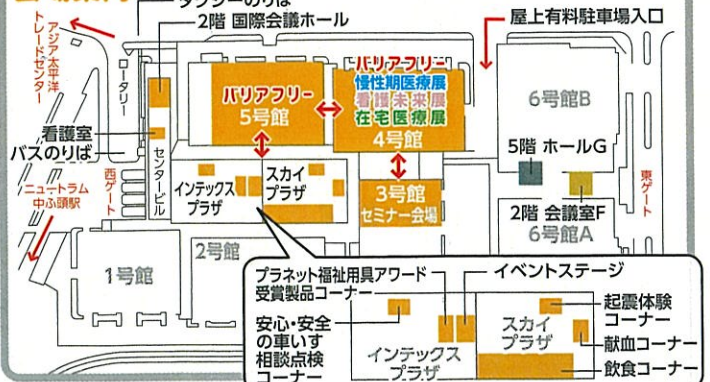 タクシーのりば
2階 国際会議ホール
屋上有料駐車場入口
アジア太平洋
トレードセンター
ロータリー
バリアフリー
5号館
バリアフリー
慢性期医療展
看護未来展
在宅医療展
4号館
6号館B
看護室
バスのりば
センタービル
5階 ホールG
ニュートラム
中ふ頭駅
西ゲート
インテックス
プラザ
スカイ
プラザ
3号館
セミナー会場
東ゲート
2階 会議室F
6号館A
1号館
2号館
プラネット福祉用具アワード
受賞製品コーナー
イベントステージ
安心・安全
の車いす
相談点検
コーナー
インテックス
プラザ
スカイ
プラザ
起震体験
コーナー
献血コーナー
飲食コーナー